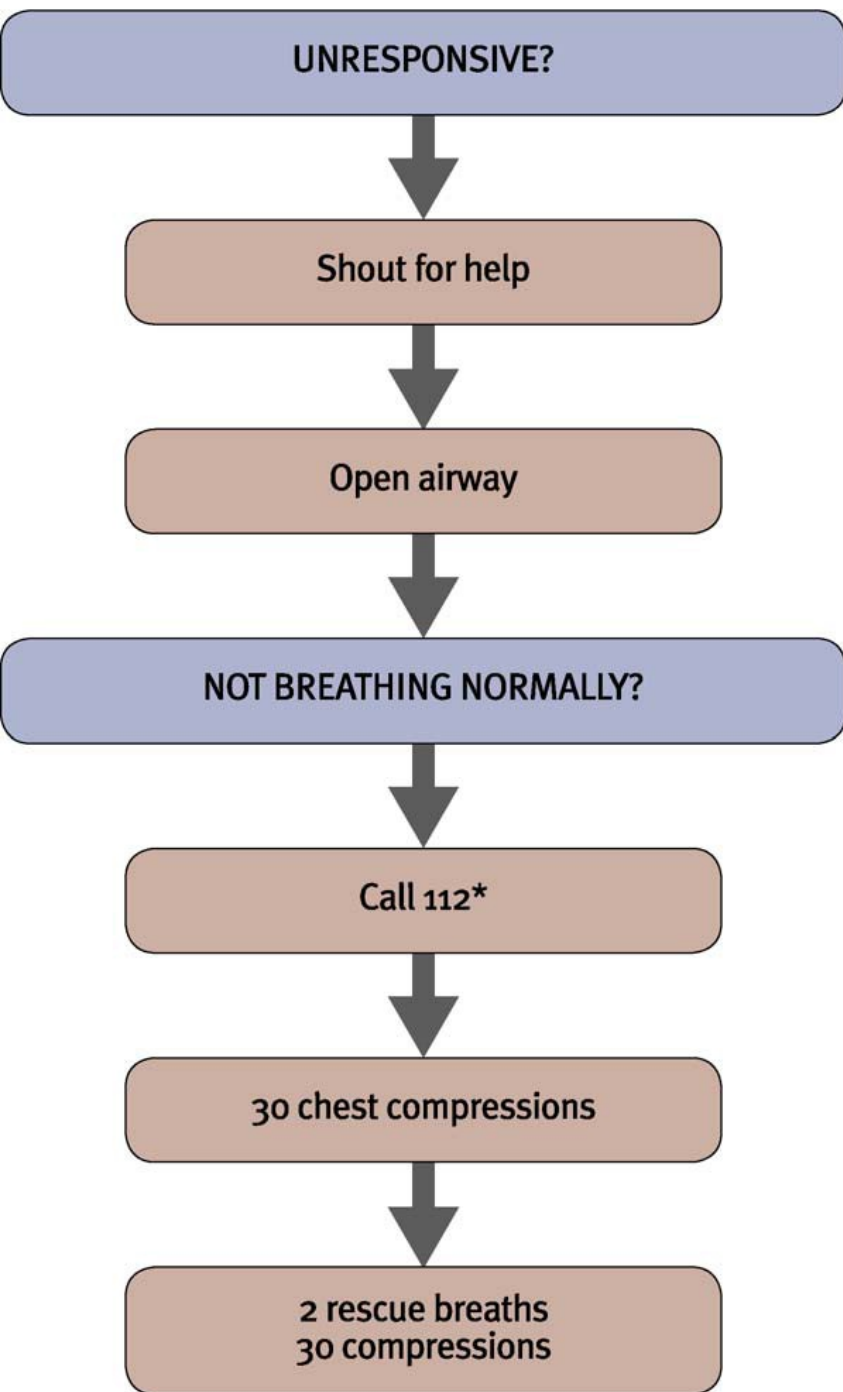 UNRESPONSIVE?
Shout for help
Open airway
NOT BREATHING NORMALLY?
Call 112*
30 chest compressions
2 rescue breaths
30 compressions